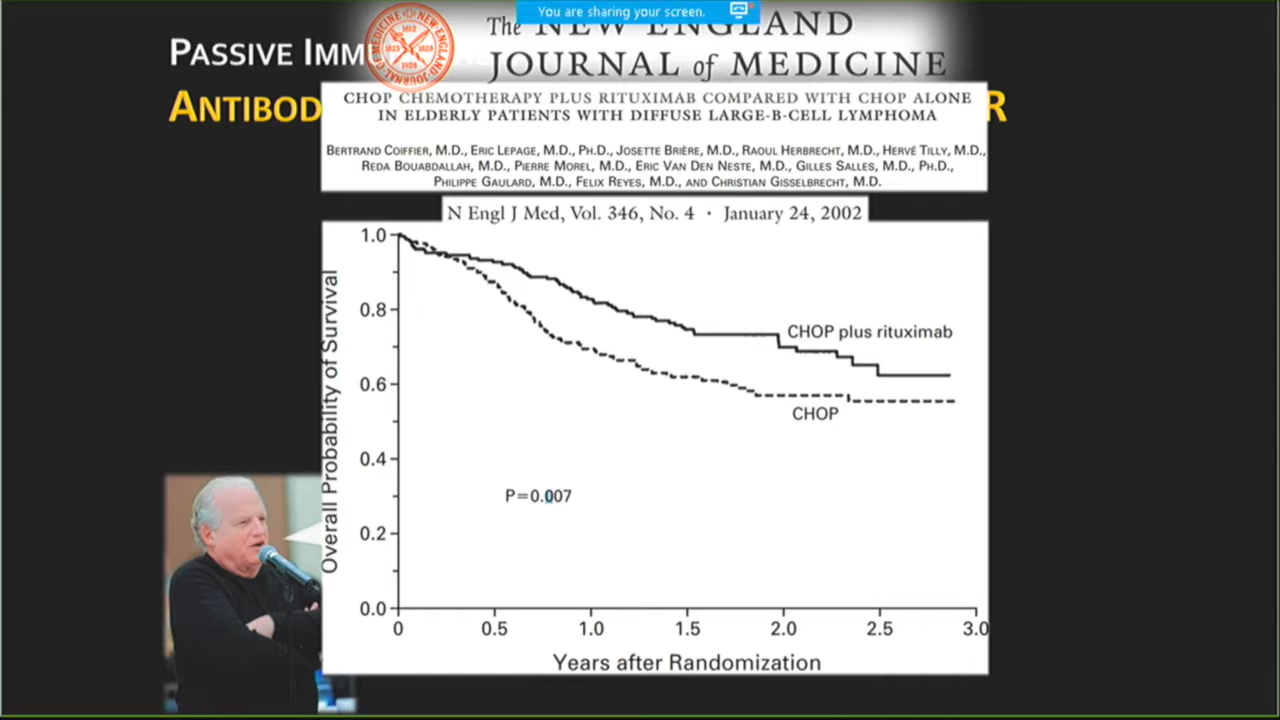 You are sharing your screen.
The NEW ENGLAND
JOURNAL of MEDICINE
PASSIVE IMM
ANTIBOD
R
CHOP CHEMOTHERAPY PLUS RITUXIMAB COMPARED WITH CHOP ALONE
IN ELDERLY PATIENTS WITH DIFFUSE LARGE-B-CELL LYMPHOMA
BERTRAND COIFFIER, M.D., ERIC LEPAGE, M.D., PH.D., JOSETTE BRIÈRE, M.D., RAOUL HERBRECHT, M.D., HERVÉ TILLY, M.D.,
REDA BOUABDALLAH, M.D., PIERRE MOREL, M.D., ERIC VAN DEN NESTE, M.D., GILLES SALLES, M.D., PH.D.,
PHILIPPE GAULARD, M.D., FELIX REYES, M.D., AND CHRISTIAN GISSELBRECHT, M.D.
N Engl J Med, Vol. 346, No. 4 · January 24, 2002
Overall Probability of Survival
1.0
0.8
0.6
0.4
0.2
0.0
CHOP plus rituximab
CHOP
P=0.007
0 0.5 1.0 1.5 2.0 2.5 3.0
Years after Randomization